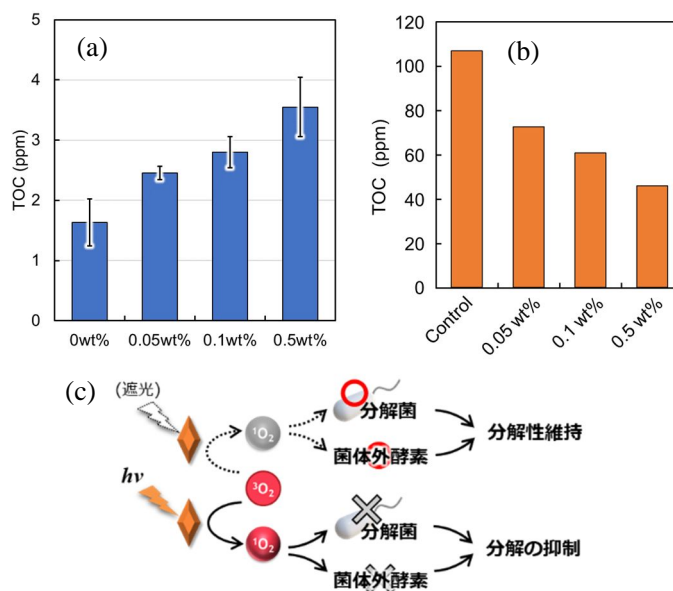 (a)
TOC (ppm)
5
4
3
2
1
0
0wt%
0.05wt%
0.1wt%
0.5wt%
(b)
TOC (ppm)
120
100
80
60
40
20
0
Control
0.05 wt%
0.1 wt%
0.5 wt%
(c)
(遮光)
¹O₂
分解菌
菌体外酵素
分解性維持
³O₂
hν
¹O₂
分解菌
菌体外酵素
分解の抑制